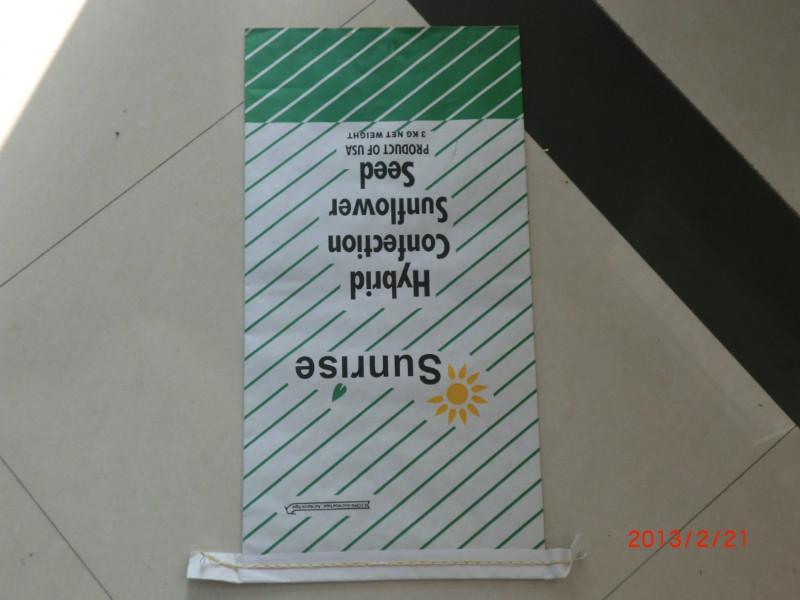 Sunrise
Hybrid
Confection
Sunflower
Seed
PRODUCT OF USA
3 KG NET WEIGHT
2013/2/21